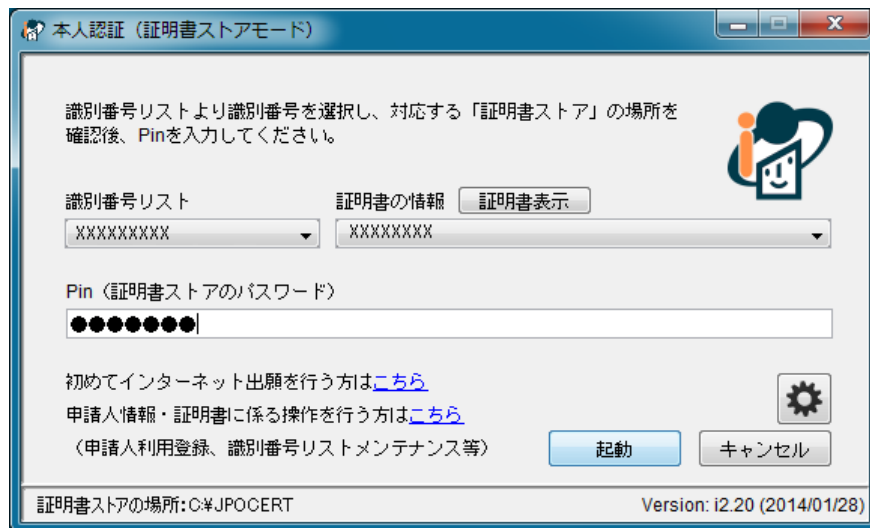 本人認証（証明書ストアモード）
識別番号リストより識別番号を選択し、対応する「証明書ストア」の場所を
確認後、Pinを入力してください。
識別番号リスト 証明書の情報 証明書表示
XXXXXXXXX XXXXXXXX
Pin（証明書ストアのパスワード）
●●●●●●●
初めてインターネット出願を行う方はこちら
申請人情報・証明書に係る操作を行う方はこちら
（申請人利用登録、識別番号リストメンテナンス等） 起動 キャンセル
証明書ストアの場所:C:¥JPOCERT Version: i2.20 (2014/01/28)